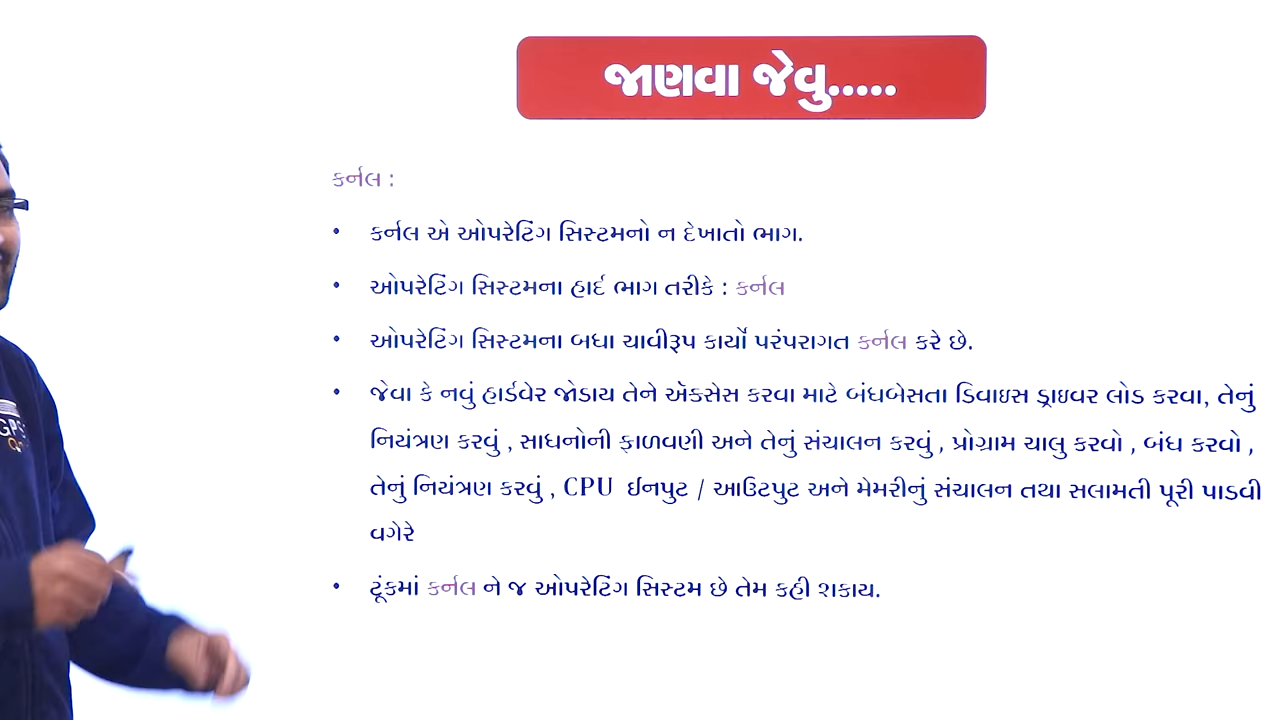 જાણવા જેવુ.....
કર્નલ :
• કર્નલ એ ઓપરેટિંગ સિસ્ટમનો ન દેખાતો ભાગ.
• ઓપરેટિંગ સિસ્ટમના હાર્દ ભાગ તરીકે : કર્નલ
• ઓપરેટિંગ સિસ્ટમના બધા ચાવીરૂપ કાર્યો પરંપરાગત કર્નલ કરે છે.
• જેવા કે નવું હાર્ડવેર જોડાય તેને ઍક્સેસ કરવા માટે બંધબેસતા ડિવાઇસ ડ્રાઇવર લોડ કરવા, તેનું
નિયંત્રણ કરવું , સાધનોની ફાળવણી અને તેનું સંચાલન કરવું , પ્રોગ્રામ ચાલુ કરવો , બંધ કરવો ,
તેનું નિયંત્રણ કરવું , CPU ઈનપુટ / આઉટપુટ અને મેમરીનું સંચાલન તથા સલામતી પૂરી પાડવી
વગેરે
• ટૂંકમાં કર્નલ ને જ ઓપરેટિંગ સિસ્ટમ છે તેમ કહી શકાય.